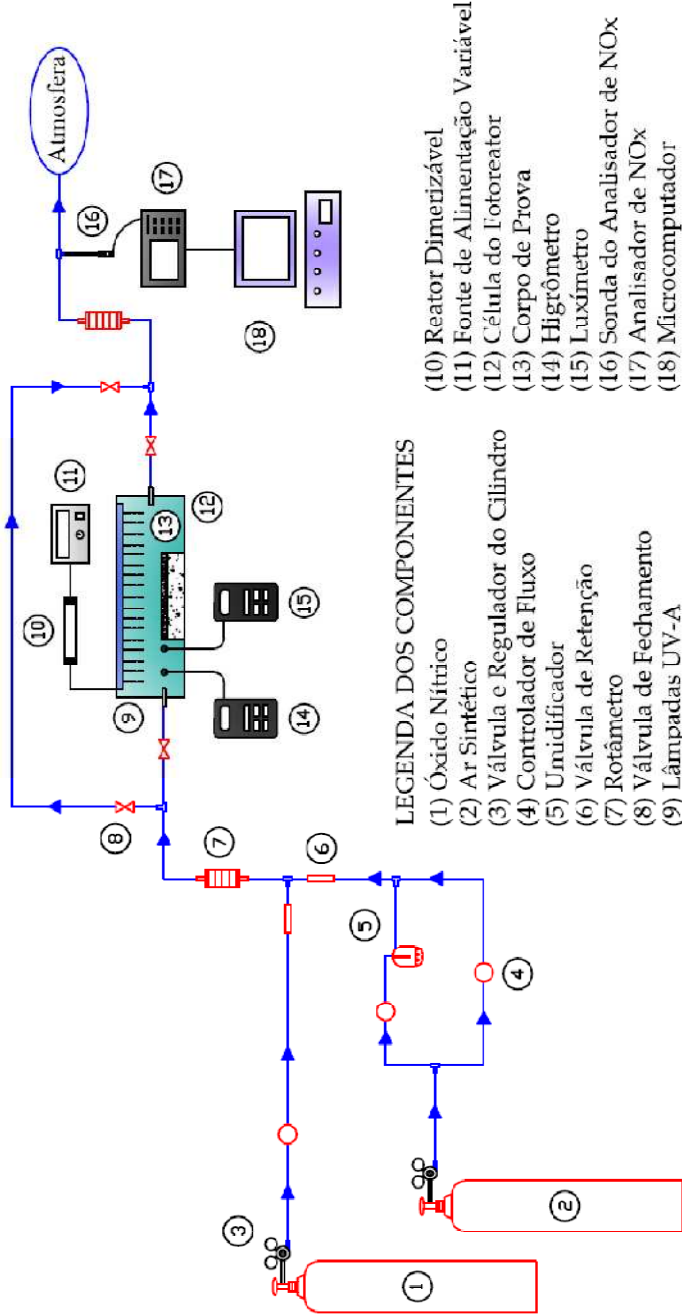 Atmosfera
16
17
18
11
10
9
13
12
15
14
8
7
6
5
4
3
1
2
LEGENDA DOS COMPONENTES
(1) Óxido Nítrico
(2) Ar Sintético
(3) Válvula e Regulador do Cilindro
(4) Controlador de Fluxo
(5) Umidificador
(6) Válvula de Retenção
(7) Rotâmetro
(8) Válvula de Fechamento
(9) Lâmpadas UV-A
(10) Reator Dimerizável
(11) Fonte de Alimentação Variável
(12) Célula do Fotoreator
(13) Corpo de Prova
(14) Higrômetro
(15) Luxímetro
(16) Sonda do Analisador de NOx
(17) Analisador de NOx
(18) Microcomputador